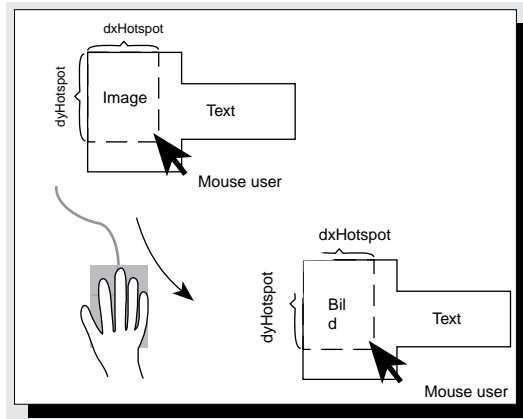 dxHotspot
dyHotspot
Image
Text
Mouse user
dxHotspot
dyHotspot
Bil
d
Text
Mouse user